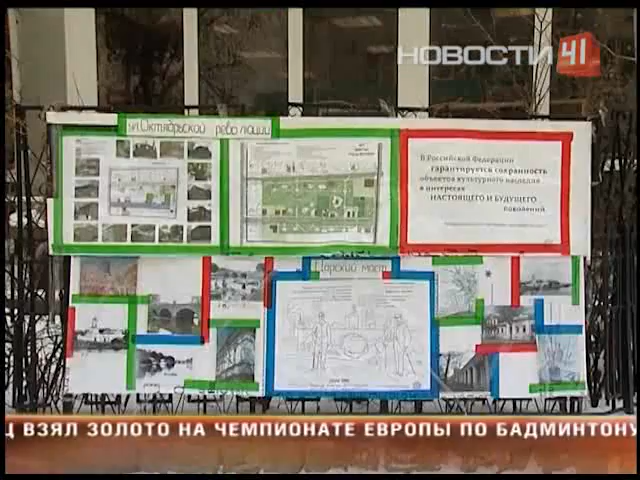 НОВОСТИ 41
ул. Октябрьской революции
В Российской Федерации
гарантируется сохранность
объектов культурного наследия
в интересах
НАСТОЯЩЕГО И БУДУЩЕГО
поколений
Царский мост
Ц ВЗЯЛ ЗОЛОТО НА ЧЕМПИОНАТЕ ЕВРОПЫ ПО БАДМИНТОНУ